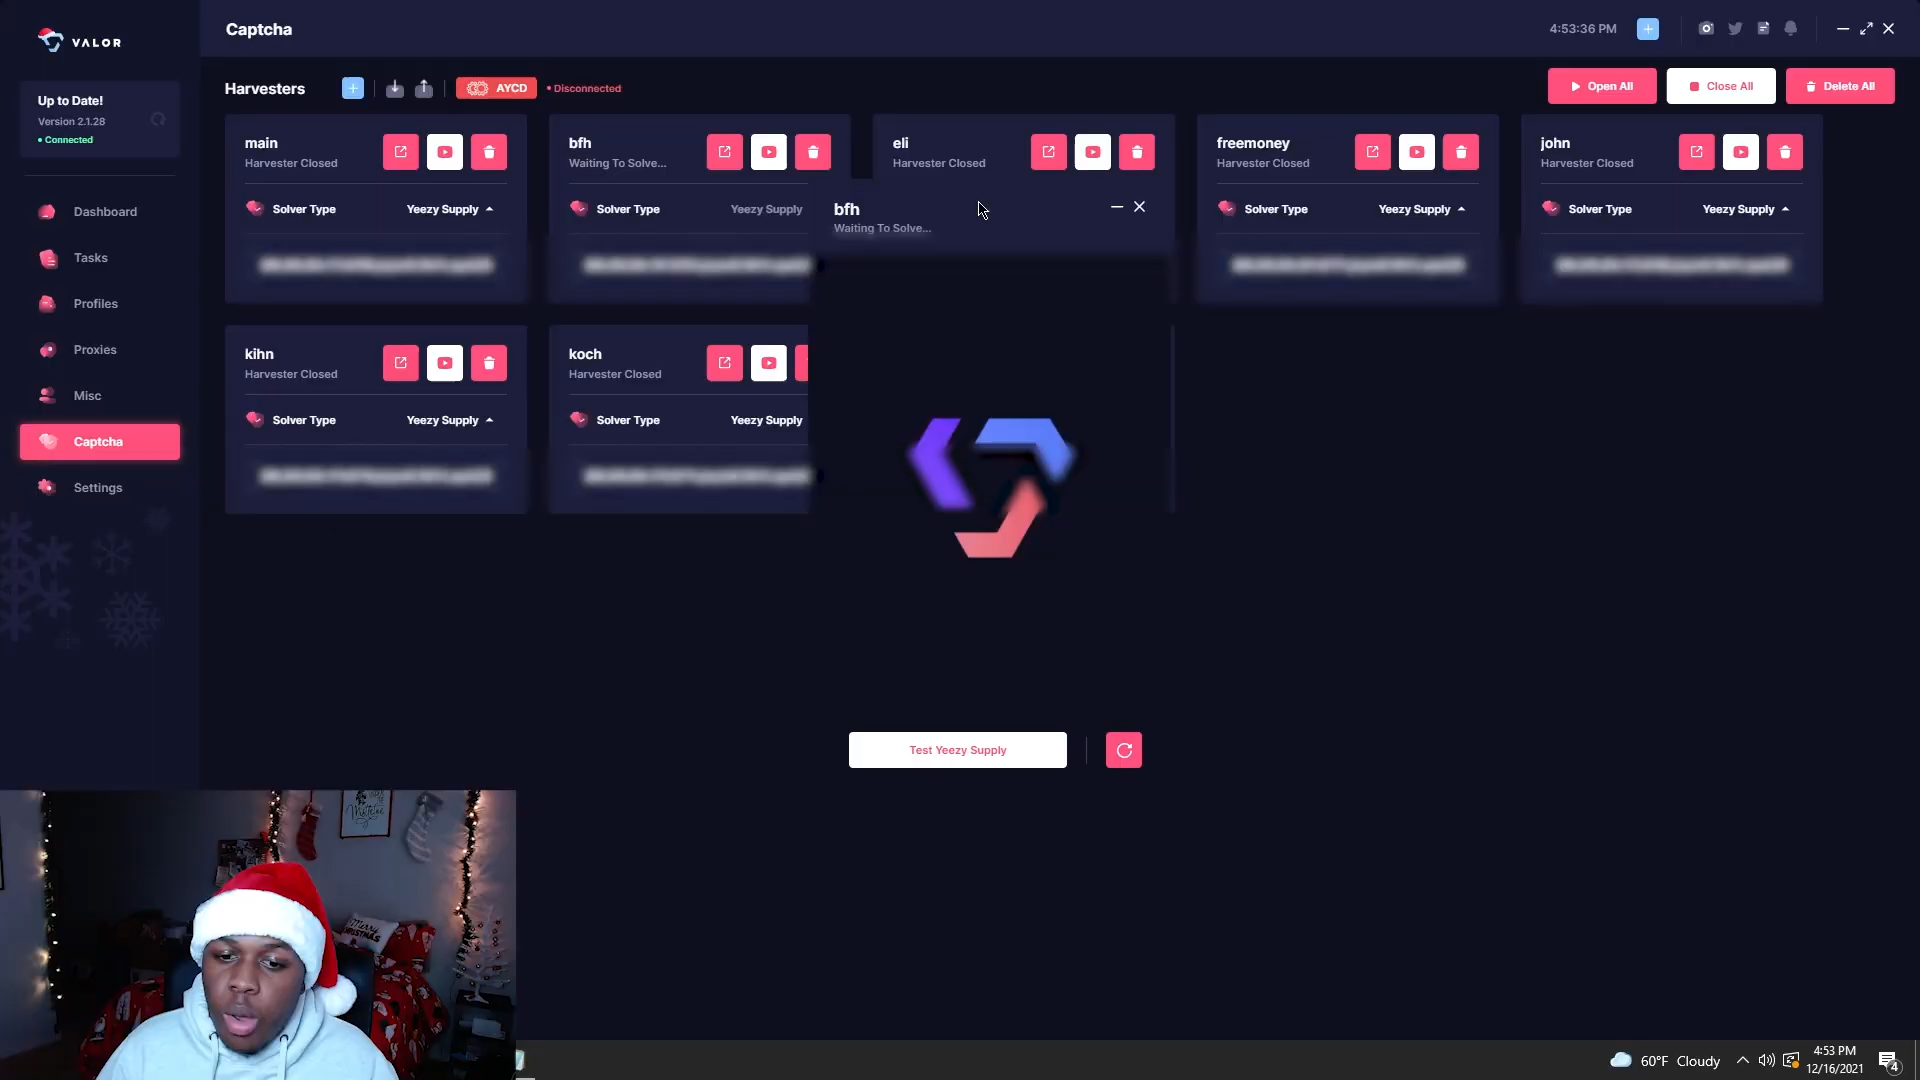 VALOR
Captcha
4:53:36 PM
Up to Date!
Version 2.1.28
Connected
Dashboard
Tasks
Profiles
Proxies
Misc
Captcha
Settings
Harvesters
AYCD
Disconnected
Open All
Close All
Delete All
main
Harvester Closed
Solver Type
Yeezy Supply
bfh
Waiting To Solve...
Solver Type
Yeezy Supply
eli
Harvester Closed
freemoney
Harvester Closed
Solver Type
Yeezy Supply
john
Harvester Closed
Solver Type
Yeezy Supply
bfh
Waiting To Solve...
kihn
Harvester Closed
Solver Type
Yeezy Supply
koch
Harvester Closed
Solver Type
Yeezy Supply
Test Yeezy Supply
Merry
CHRISTMAS
60°F Cloudy
4:53 PM
12/16/2021
4